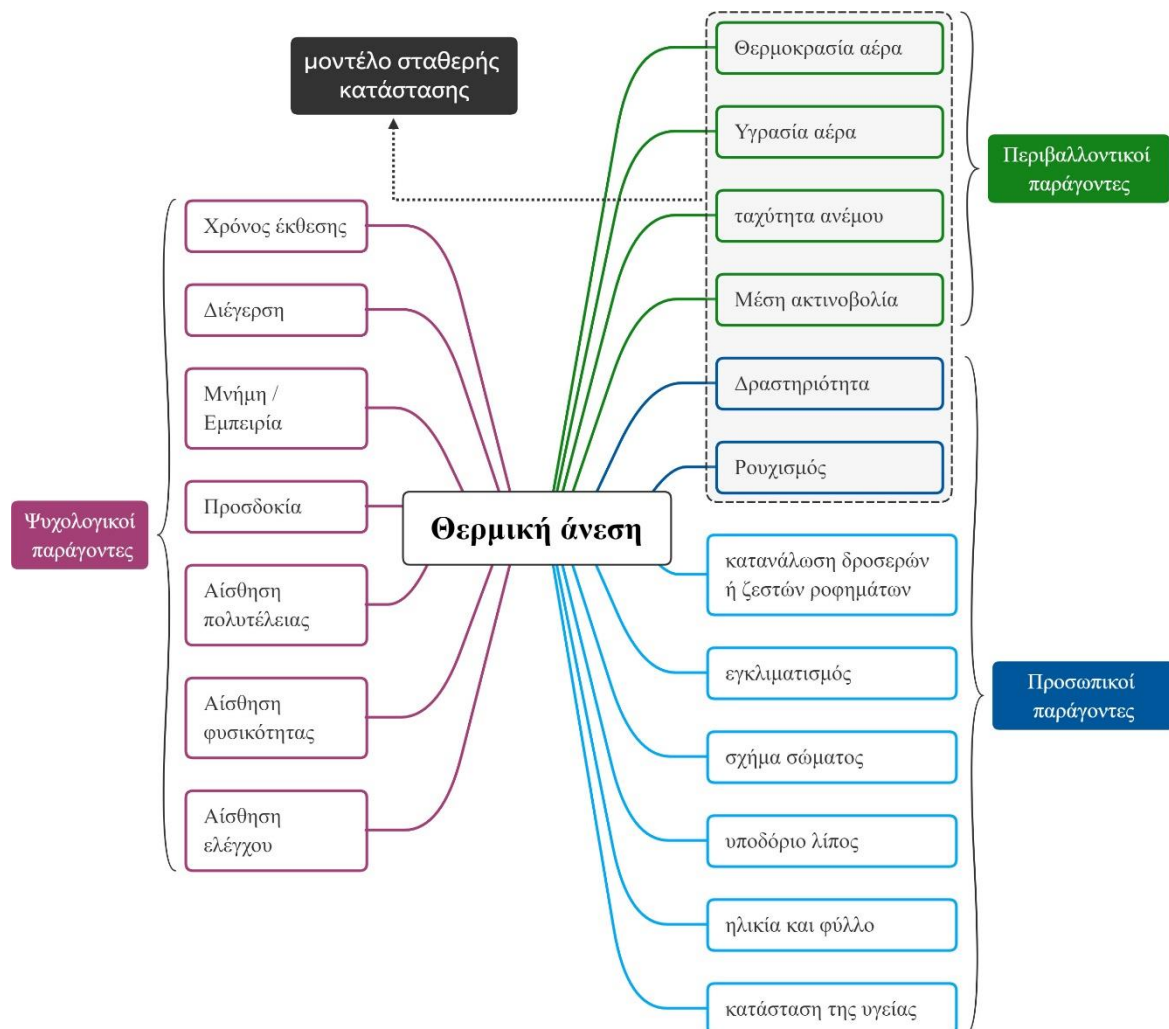 μοντέλο σταθερής
κατάστασης
Θερμοκρασία αέρα
Υγρασία αέρα
ταχύτητα ανέμου
Μέση ακτινοβολία
Περιβαλλοντικοί
παράγοντες
Χρόνος έκθεσης
Διέγερση
Μνήμη /
Εμπειρία
Προσδοκία
Αίσθηση
πολυτέλειας
Αίσθηση
φυσικότητας
Αίσθηση
ελέγχου
Ψυχολογικοί
παράγοντες
Θερμική άνεση
Δραστηριότητα
Ρουχισμός
κατανάλωση δροσερών
ή ζεστών ροφημάτων
εγκλιματισμός
σχήμα σώματος
υποδόριο λίπος
ηλικία και φύλλο
κατάσταση της υγείας
Προσωπικοί
παράγοντες